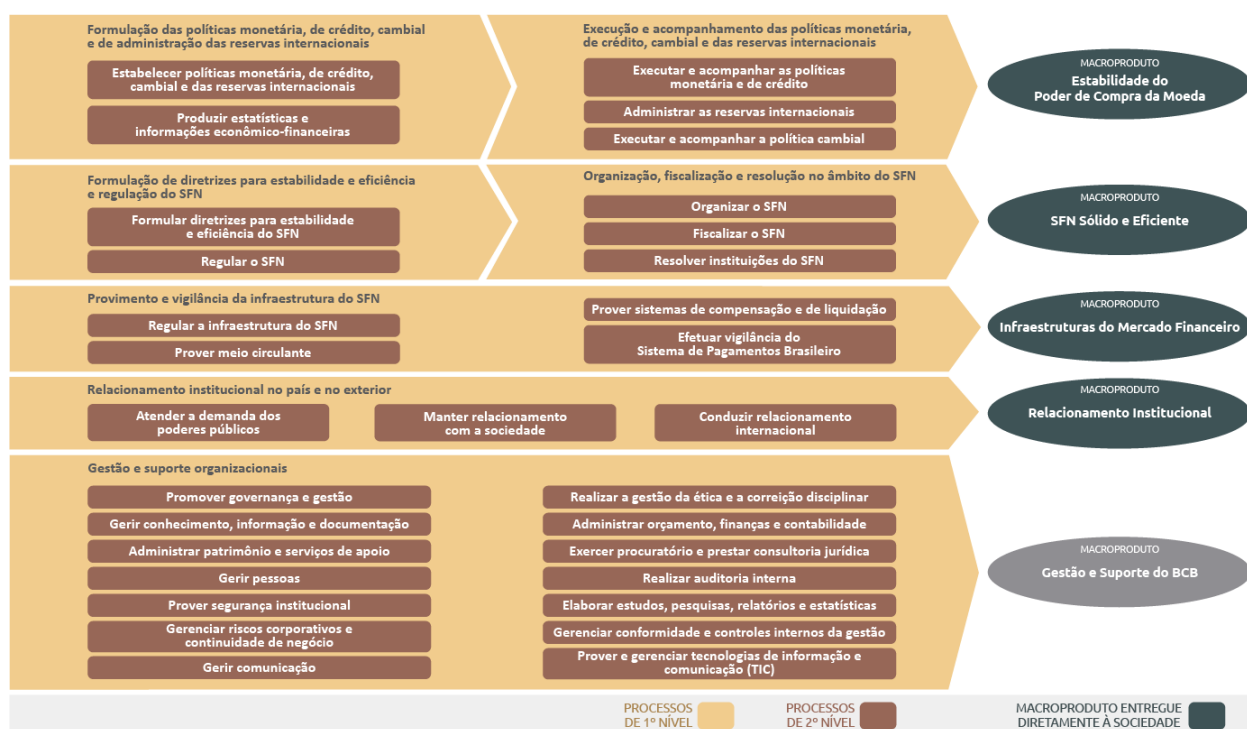 Formulação das políticas monetária, de crédito, cambial
e de administração das reservas internacionais
Estabelecer políticas monetária, de crédito,
cambial e das reservas internacionais
Produzir estatísticas e
informações econômico-financeiras
Execução e acompanhamento das políticas monetária,
de crédito, cambial e das reservas internacionais
Executar e acompanhar as políticas
monetária e de crédito
Administrar as reservas internacionais
Executar e acompanhar a política cambial
MACROPRODUTO
Estabilidade do
Poder de Compra da Moeda
Formulação de diretrizes para estabilidade e eficiência
e regulação do SFN
Formular diretrizes para estabilidade
e eficiência do SFN
Regular o SFN
Organização, fiscalização e resolução no âmbito do SFN
Organizar o SFN
Fiscalizar o SFN
Resolver instituições do SFN
MACROPRODUTO
SFN Sólido e Eficiente
Provimento e vigilância da infraestrutura do SFN
Regular a infraestrutura do SFN
Prover meio circulante
Prover sistemas de compensação e de liquidação
Efetuar vigilância do
Sistema de Pagamentos Brasileiro
MACROPRODUTO
Infraestruturas do Mercado Financeiro
Relacionamento institucional no país e no exterior
Atender a demanda dos
poderes públicos
Manter relacionamento
com a sociedade
Conduzir relacionamento
internacional
MACROPRODUTO
Relacionamento Institucional
Gestão e suporte organizacionais
Promover governança e gestão
Gerir conhecimento, informação e documentação
Administrar patrimônio e serviços de apoio
Gerir pessoas
Prover segurança institucional
Gerenciar riscos corporativos e
continuidade de negócio
Gerir comunicação
Realizar a gestão da ética e a correição disciplinar
Administrar orçamento, finanças e contabilidade
Exercer procuratório e prestar consultoria jurídica
Realizar auditoria interna
Elaborar estudos, pesquisas, relatórios e estatísticas
Gerenciar conformidade e controles internos da gestão
Prover e gerenciar tecnologias de informação e
comunicação (TIC)
MACROPRODUTO
Gestão e Suporte do BCB
PROCESSOS
DE 1º NÍVEL
PROCESSOS
DE 2º NÍVEL
MACROPRODUTO ENTREGUE
DIRETAMENTE À SOCIEDADE